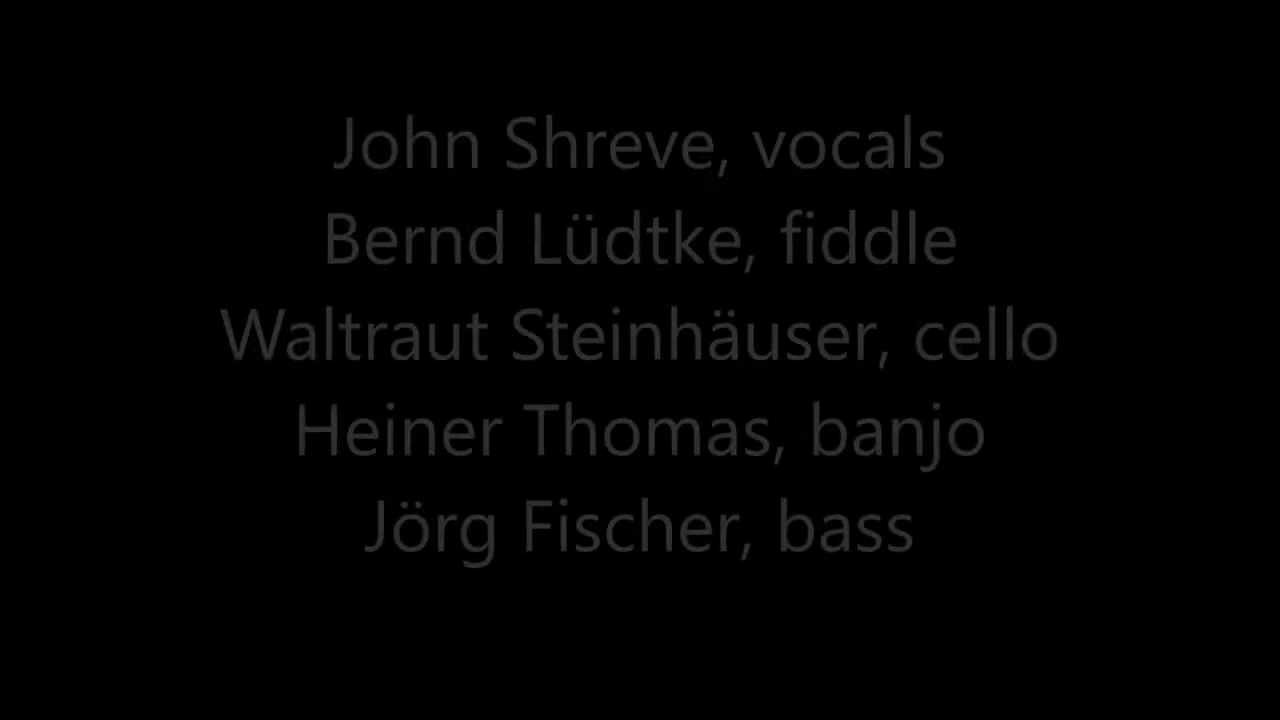 John Shreve, vocals
Bernd Lüdtke, fiddle
Waltraut Steinhäuser, cello
Heiner Thomas, banjo
Jörg Fischer, bass